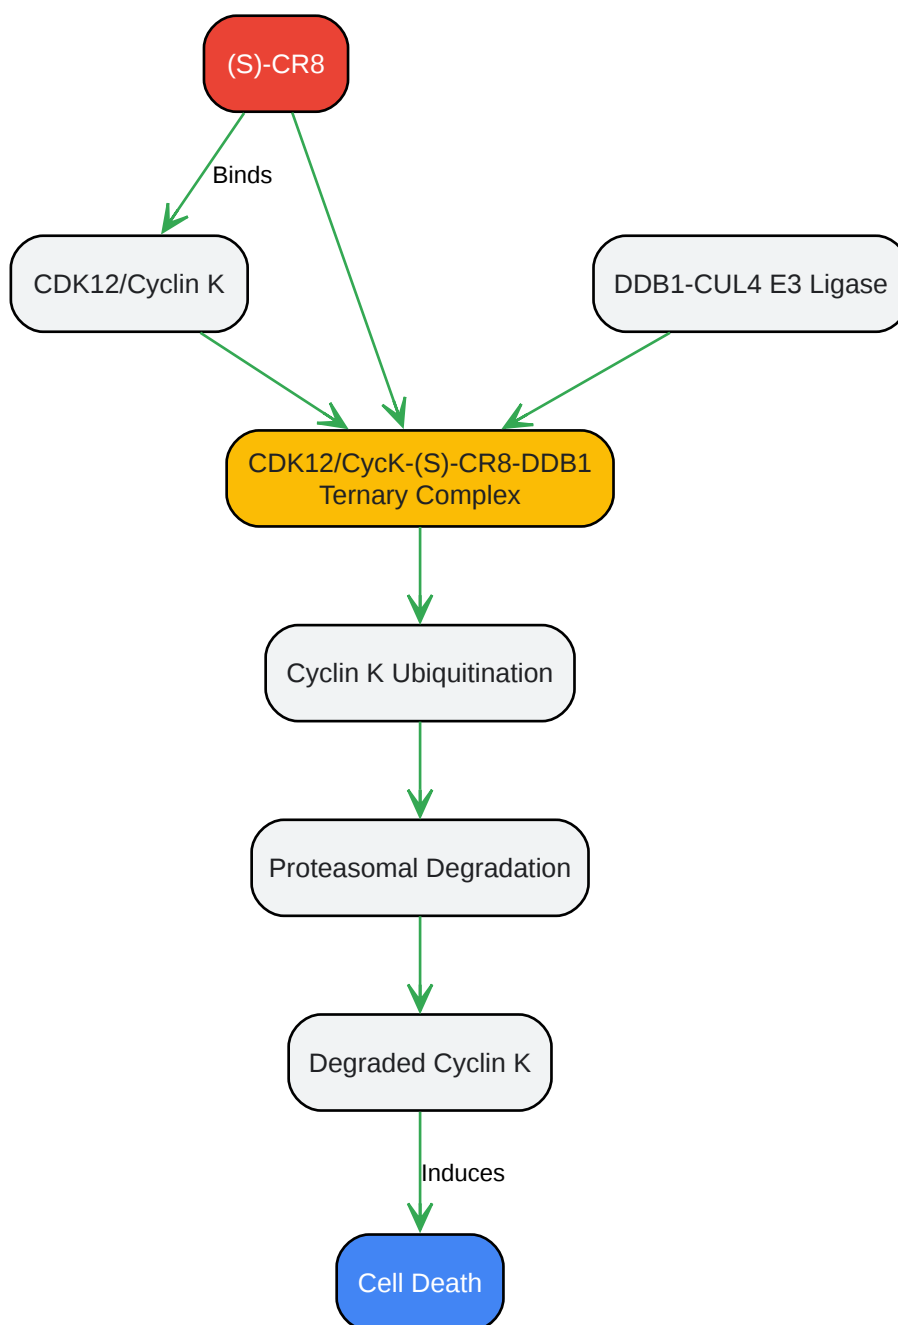 (S)-CR8
Binds
CDK12/Cyclin K
DDB1-CUL4 E3 Ligase
CDK12/CycK-(S)-CR8-DDB1
Ternary Complex
Cyclin K Ubiquitination
Proteasomal Degradation
Degraded Cyclin K
Induces
Cell Death